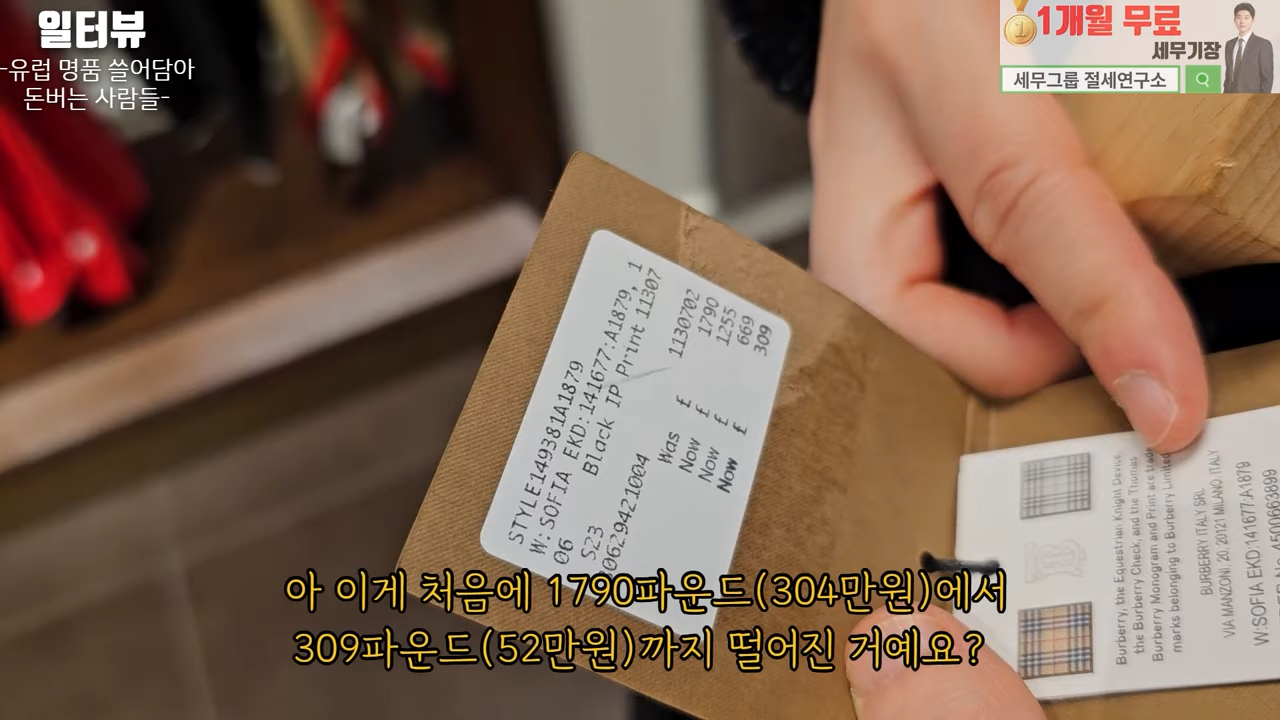 일터뷰
-유럽 명품 쓸어담아
돈버는 사람들-
1개월 무료
세무기장
세무그룹 절세연구소
STYLE149381A1879
W:SOFIA EKD:141677:A1879, 1
06 Black IP Print 11307
S23
00629421004 1130702
Was £ 1790
Now £ 1255
Now £ 669
Now £ 309
Burberry, the Equestrian Knight Device,
the Burberry Check, and the Thomas
Burberry Monogram and Print are trade
marks belonging to Burberry Limited
BURBERRY ITALY SRL
VIA MANZONI. 20, 20121 MILANO, ITALY
W:SOFIA EKD:141677:A1879
4500663899
아 이게 처음에 1790파운드(304만원)에서
309파운드(52만원)까지 떨어진 거예요?